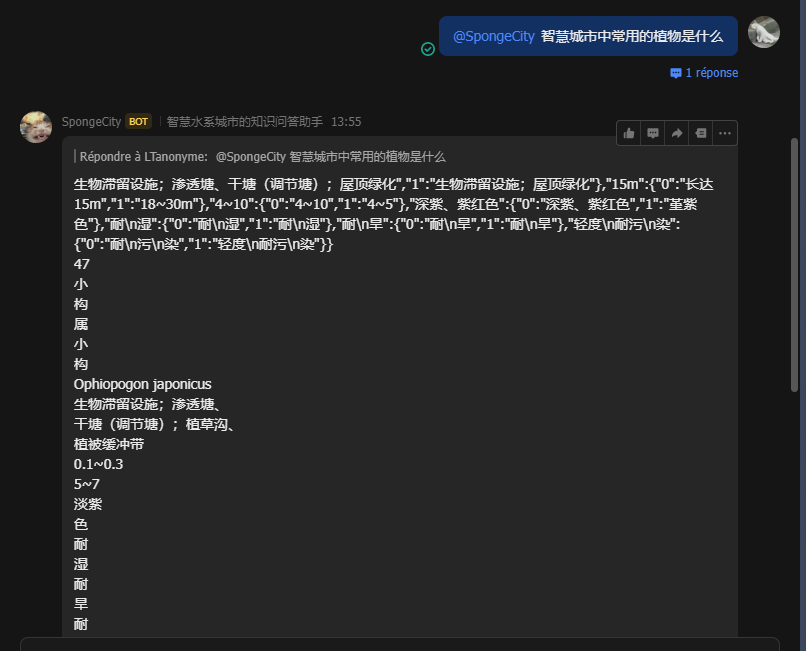 @SpongeCity 智慧城市中常用的植物是什么
1 réponse
SpongeCity BOT 智慧水系城市的知识问答助手 13:55
Répondre à LTanonyme: @SpongeCity 智慧城市中常用的植物是什么
生物滞留设施；渗透塘、干塘（调节塘）；屋顶绿化","1":"生物滞留设施；屋顶绿化"},"15m":{"0":"长达
15m","1":"18~30m"},"4~10":{"0":"4~10","1":"4~5"},"深紫、紫红色":{"0":"深紫、紫红色","1":"堇紫
色"},"耐\n湿":{"0":"耐\n湿","1":"耐\n湿"},"耐\n旱":{"0":"耐\n旱","1":"耐\n旱"},"轻度\n耐污\n染":
{"0":"耐\n污\n染","1":"轻度\n耐污\n染"}}
47
小
构
属
小
构
Ophiopogon japonicus
生物滞留设施；渗透塘、
干塘（调节塘）；植草沟、
植被缓冲带
0.1~0.3
5~7
淡紫
色
耐
湿
耐
旱
耐